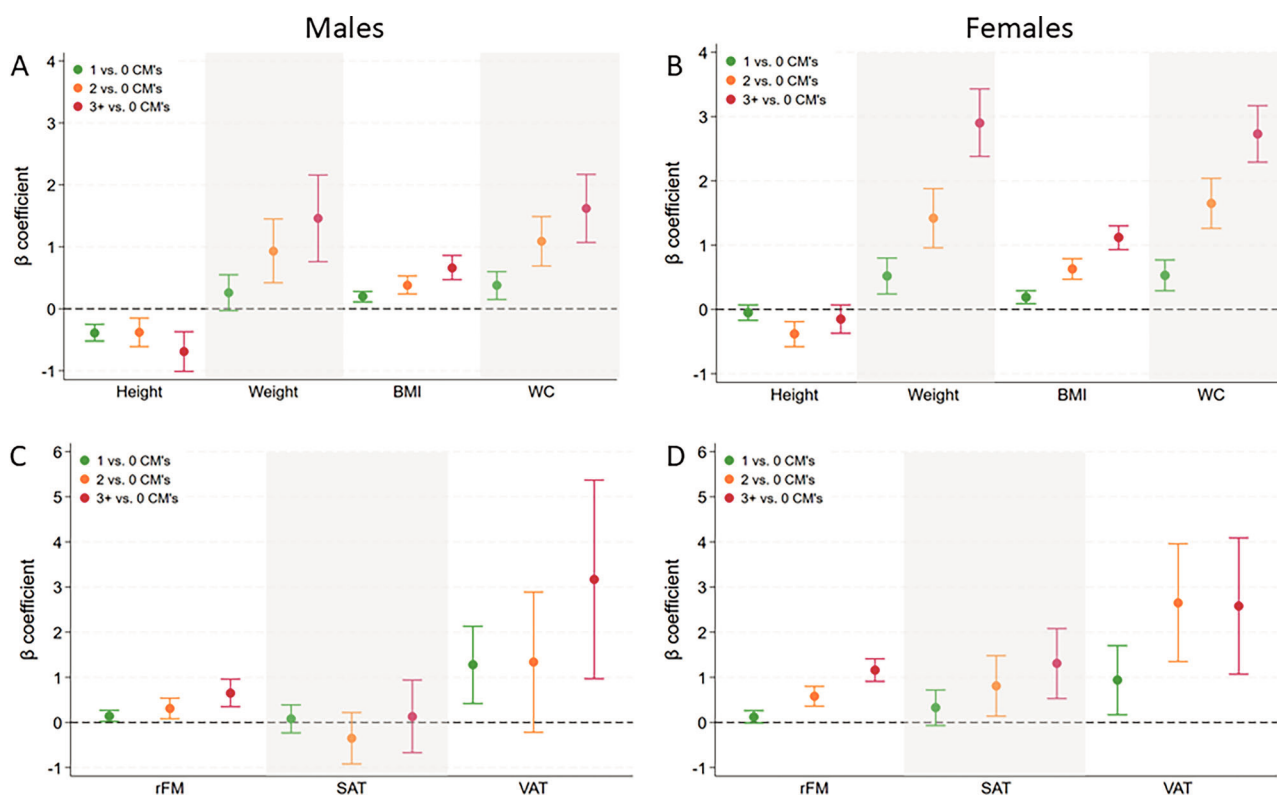 Males
Females
A
1 vs. 0 CM's
2 vs. 0 CM's
3+ vs. 0 CM's
β coefficient
4
3
2
1
0
-1
Height Weight BMI WC
B
1 vs. 0 CM's
2 vs. 0 CM's
3+ vs. 0 CM's
β coefficient
4
3
2
1
0
-1
Height Weight BMI WC
C
1 vs. 0 CM's
2 vs. 0 CM's
3+ vs. 0 CM's
β coefficient
6
5
4
3
2
1
0
-1
rFM SAT VAT
D
1 vs. 0 CM's
2 vs. 0 CM's
3+ vs. 0 CM's
β coefficient
6
5
4
3
2
1
0
-1
rFM SAT VAT